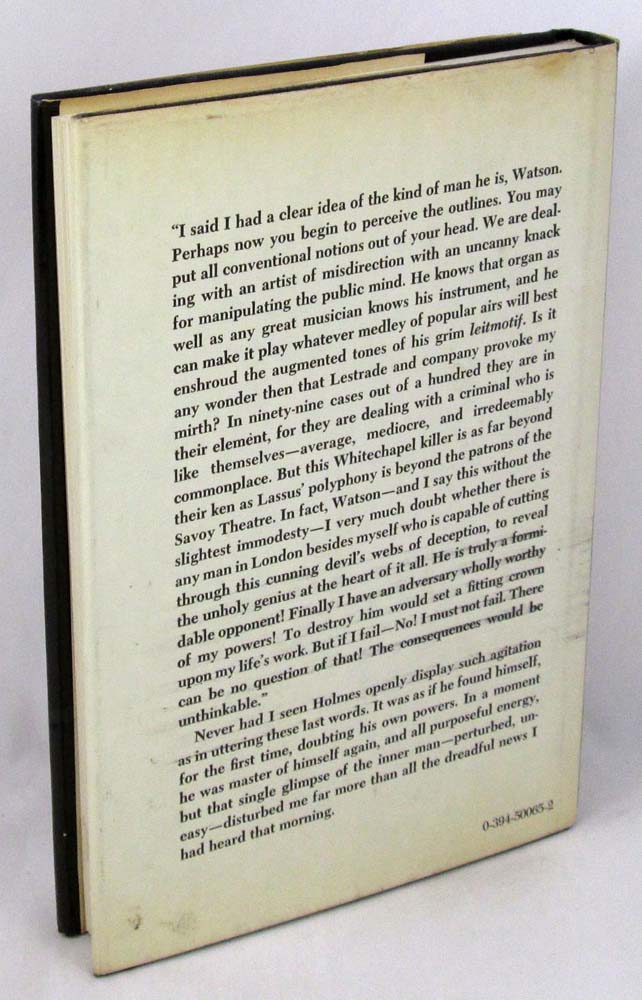 "I said I had a clear idea of the kind of man he is, Watson.
Perhaps now you begin to perceive the outlines. You may
put all conventional notions out of your head. We are deal-
ing with an artist of misdirection with an uncanny knack
for manipulating the public mind. He knows that organ as
well as any great musician knows his instrument, and he
can make it play whatever medley of popular airs will best
enshroud the augmented tones of his grim leitmotif. Is it
any wonder then that Lestrade and company provoke my
mirth? In ninety-nine cases out of a hundred they are in
their element, for they are dealing with a criminal who is
like themselves—average, mediocre, and irredeemably
commonplace. But this Whitechapel killer is as far beyond
their ken as Lassus' polyphony is beyond the patrons of the
Savoy Theatre. In fact, Watson—and I say this without the
slightest immodesty—I very much doubt whether there is
any man in London besides myself who is capable of cutting
through this cunning devil's webs of deception, to reveal
the unholy genius at the heart of it all. He is truly a formi-
dable opponent! Finally I have an adversary wholly worthy
of my powers! To destroy him would set a fitting crown
upon my life's work. But if I fail—No! I must not fail. There
can be no question of that! The consequences would be
unthinkable."
Never had I seen Holmes openly display such agitation
as in uttering these last words. It was as if he found himself,
for the first time, doubting his own powers. In a moment
he was master of himself again, and all purposeful energy,
but that single glimpse of the inner man—perturbed, un-
easy—disturbed me far more than all the dreadful news I
had heard that morning.
0-394-50065-2